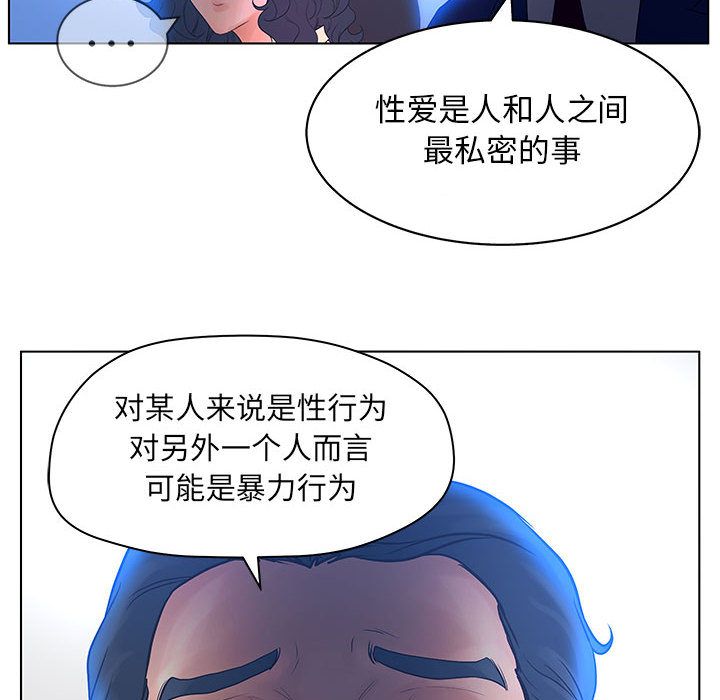 ...
性爱是人和人之间
最私密的事
对某人来说是性行为
对另外一个人而言
可能是暴力行为